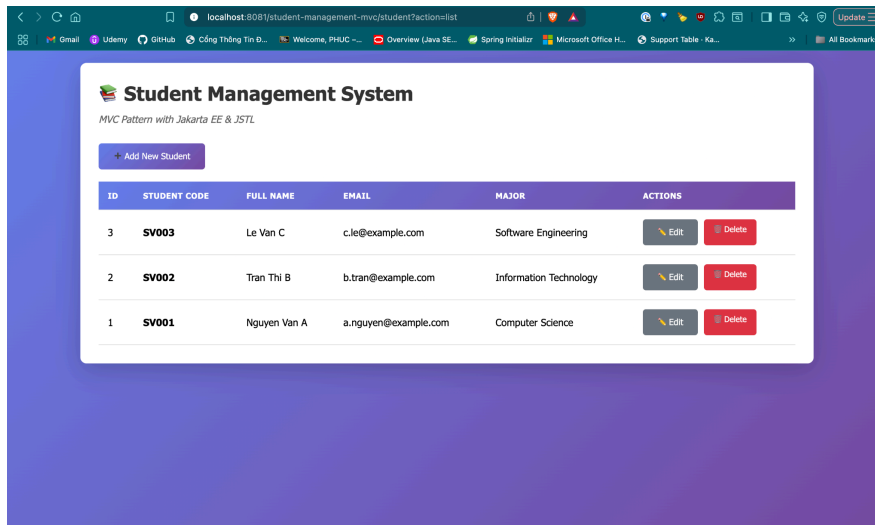 localhost:8081/student-management-mvc/student?action=list
Update
Gmail
Udemy
GitHub
Cổng Thông Tin Đ...
Welcome, PHUC –...
Overview (Java SE...
Spring Initializr
Microsoft Office H...
Support Table - Ka...
»
All Bookmarks
📚 Student Management System
MVC Pattern with Jakarta EE & JSTL
➕ Add New Student
ID STUDENT CODE FULL NAME EMAIL MAJOR ACTIONS
3 SV003 Le Van C c.le@example.com Software Engineering ✏️ Edit 🗑️ Delete
2 SV002 Tran Thi B b.tran@example.com Information Technology ✏️ Edit 🗑️ Delete
1 SV001 Nguyen Van A a.nguyen@example.com Computer Science ✏️ Edit 🗑️ Delete